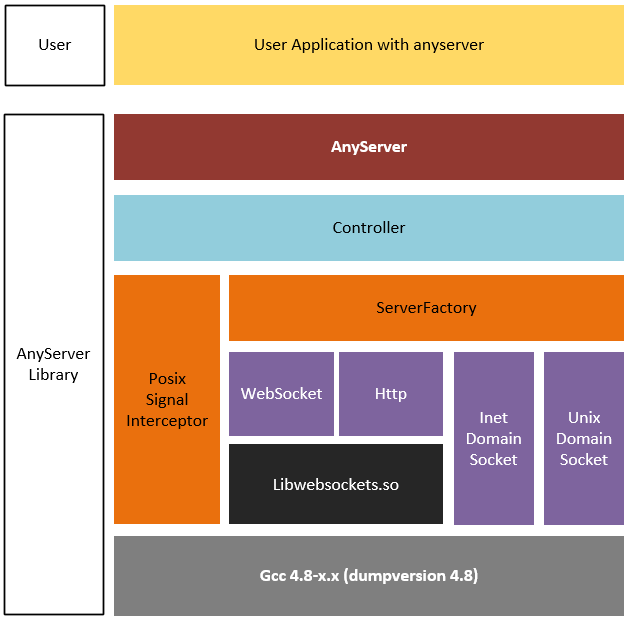 User
User Application with anyserver
AnyServer
Library
AnyServer
Controller
Posix
Signal
Interceptor
ServerFactory
WebSocket
Http
Libwebsockets.so
Inet
Domain
Socket
Unix
Domain
Socket
Gcc 4.8-x.x (dumpversion 4.8)